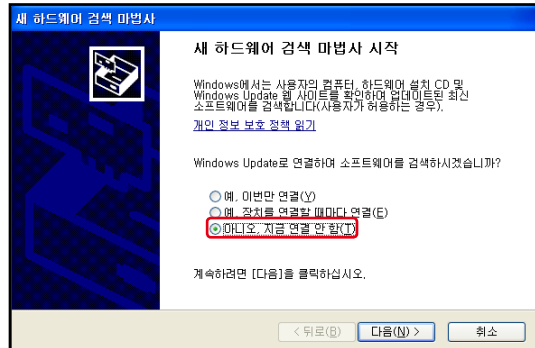 새 하드웨어 검색 마법사
새 하드웨어 검색 마법사 시작
Windows에서는 사용자의 컴퓨터, 하드웨어 설치 CD 및
Windows Update 웹 사이트를 확인하여 업데이트된 최신
소프트웨어를 검색합니다(사용자가 허용하는 경우).
개인 정보 보호 정책 읽기
Windows Update로 연결하여 소프트웨어를 검색하시겠습니까?
예, 이번만 연결(Y)
예, 장치를 연결할 때마다 연결(E)
아니오, 지금 연결 안 함(T)
계속하려면 [다음]을 클릭하십시오.
< 뒤로(B)
다음(N) >
취소